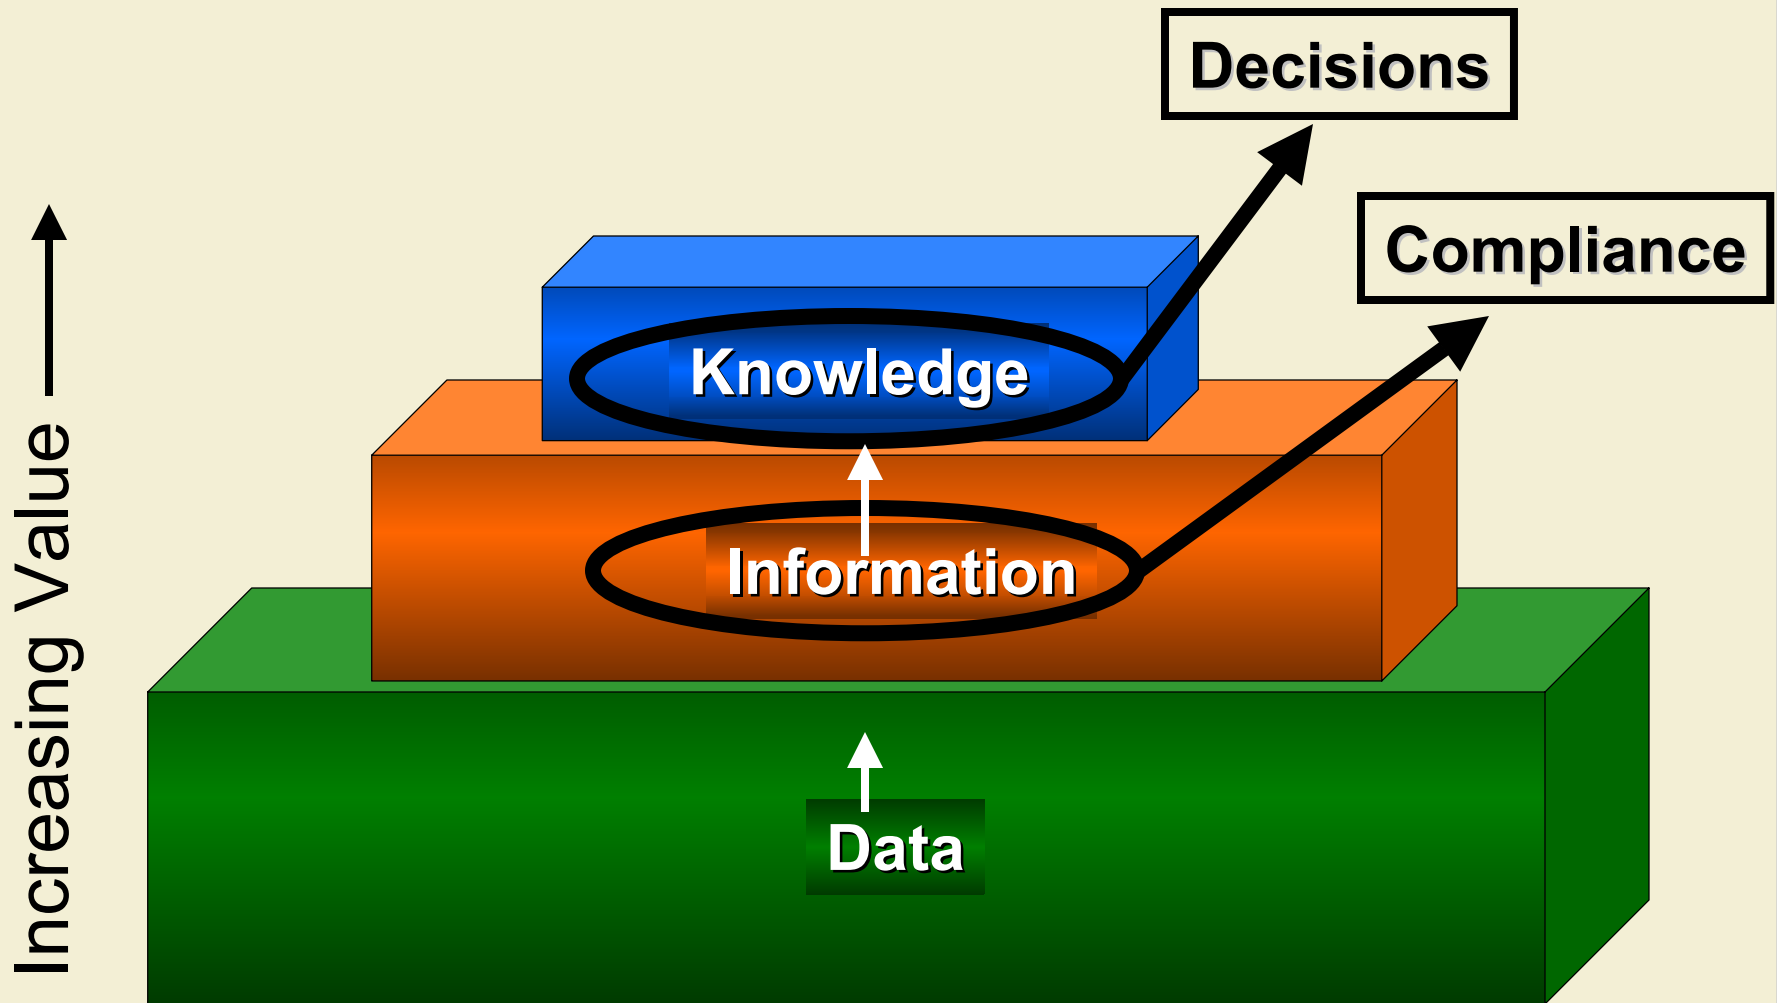 Decisions
Compliance
Knowledge
Information
Data
Increasing Value